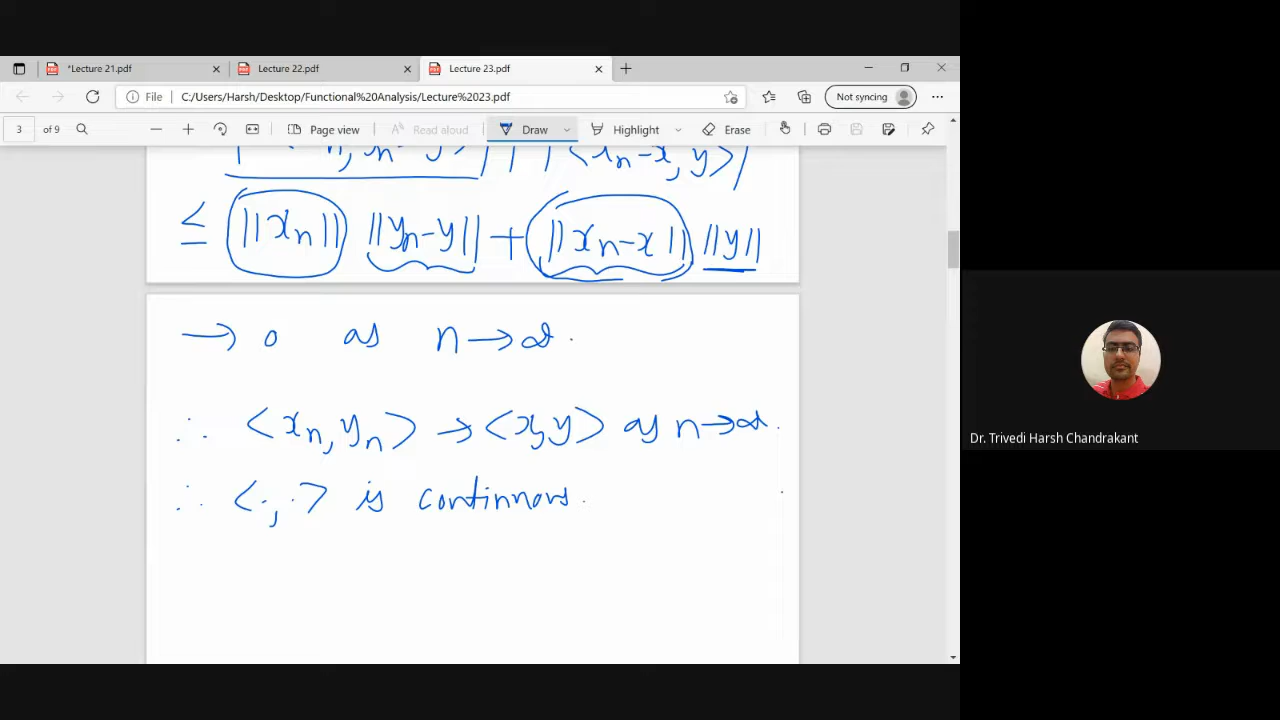 *Lecture 21.pdf
Lecture 22.pdf
Lecture 23.pdf
File C:/Users/Harsh/Desktop/Functional%20Analysis/Lecture%2023.pdf
Not syncing
3 of 9
Page view
Read aloud
Draw
Highlight
Erase
<xn-x, y>|
≤ ||xn|| ||yn-y|| + ||xn-x|| ||y||
→ 0 as n→∞.
∴ <xn, yn> → <x,y> as n→∞.
∴ <·,·> is continuous.
Dr. Trivedi Harsh Chandrakant